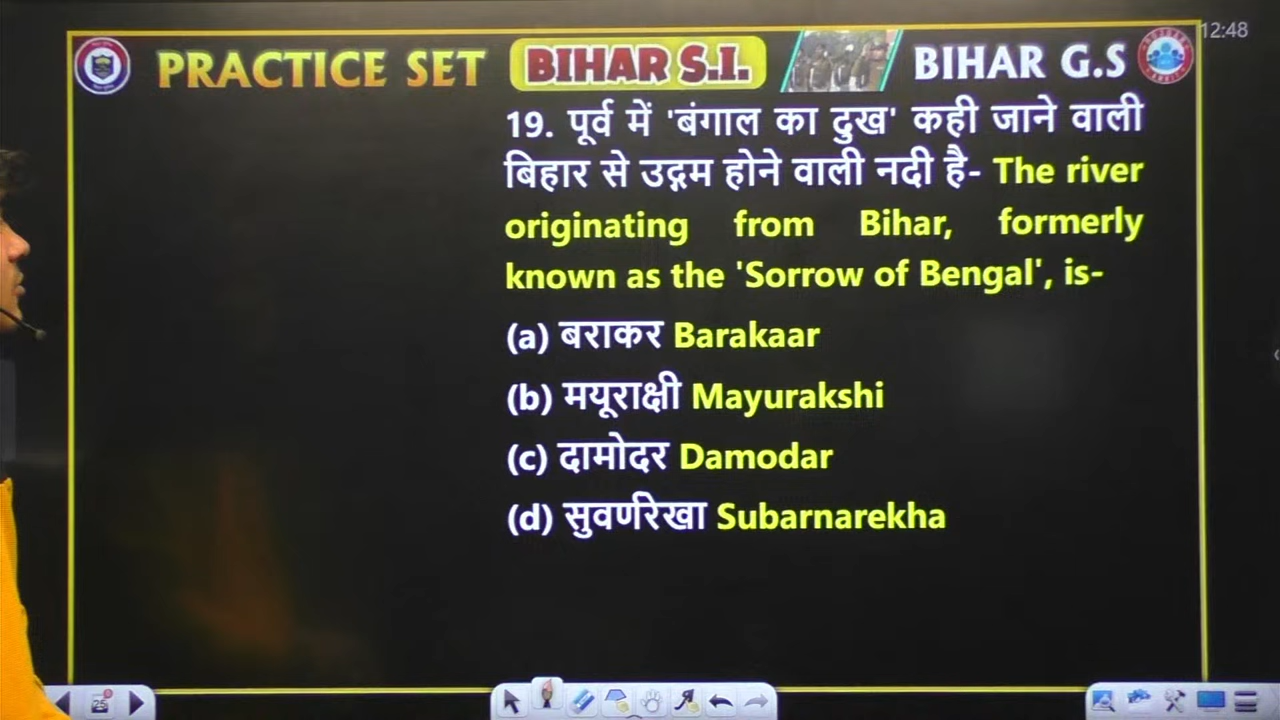 12:48
PRACTICE SET BIHAR S.I. BIHAR G.S
19. पूर्व में 'बंगाल का दुख' कही जाने वाली
बिहार से उद्गम होने वाली नदी है- The river
originating from Bihar, formerly
known as the 'Sorrow of Bengal', is-
(a) बराकर Barakaar
(b) मयूराक्षी Mayurakshi
(c) दामोदर Damodar
(d) सुवर्णरेखा Subarnarekha
25